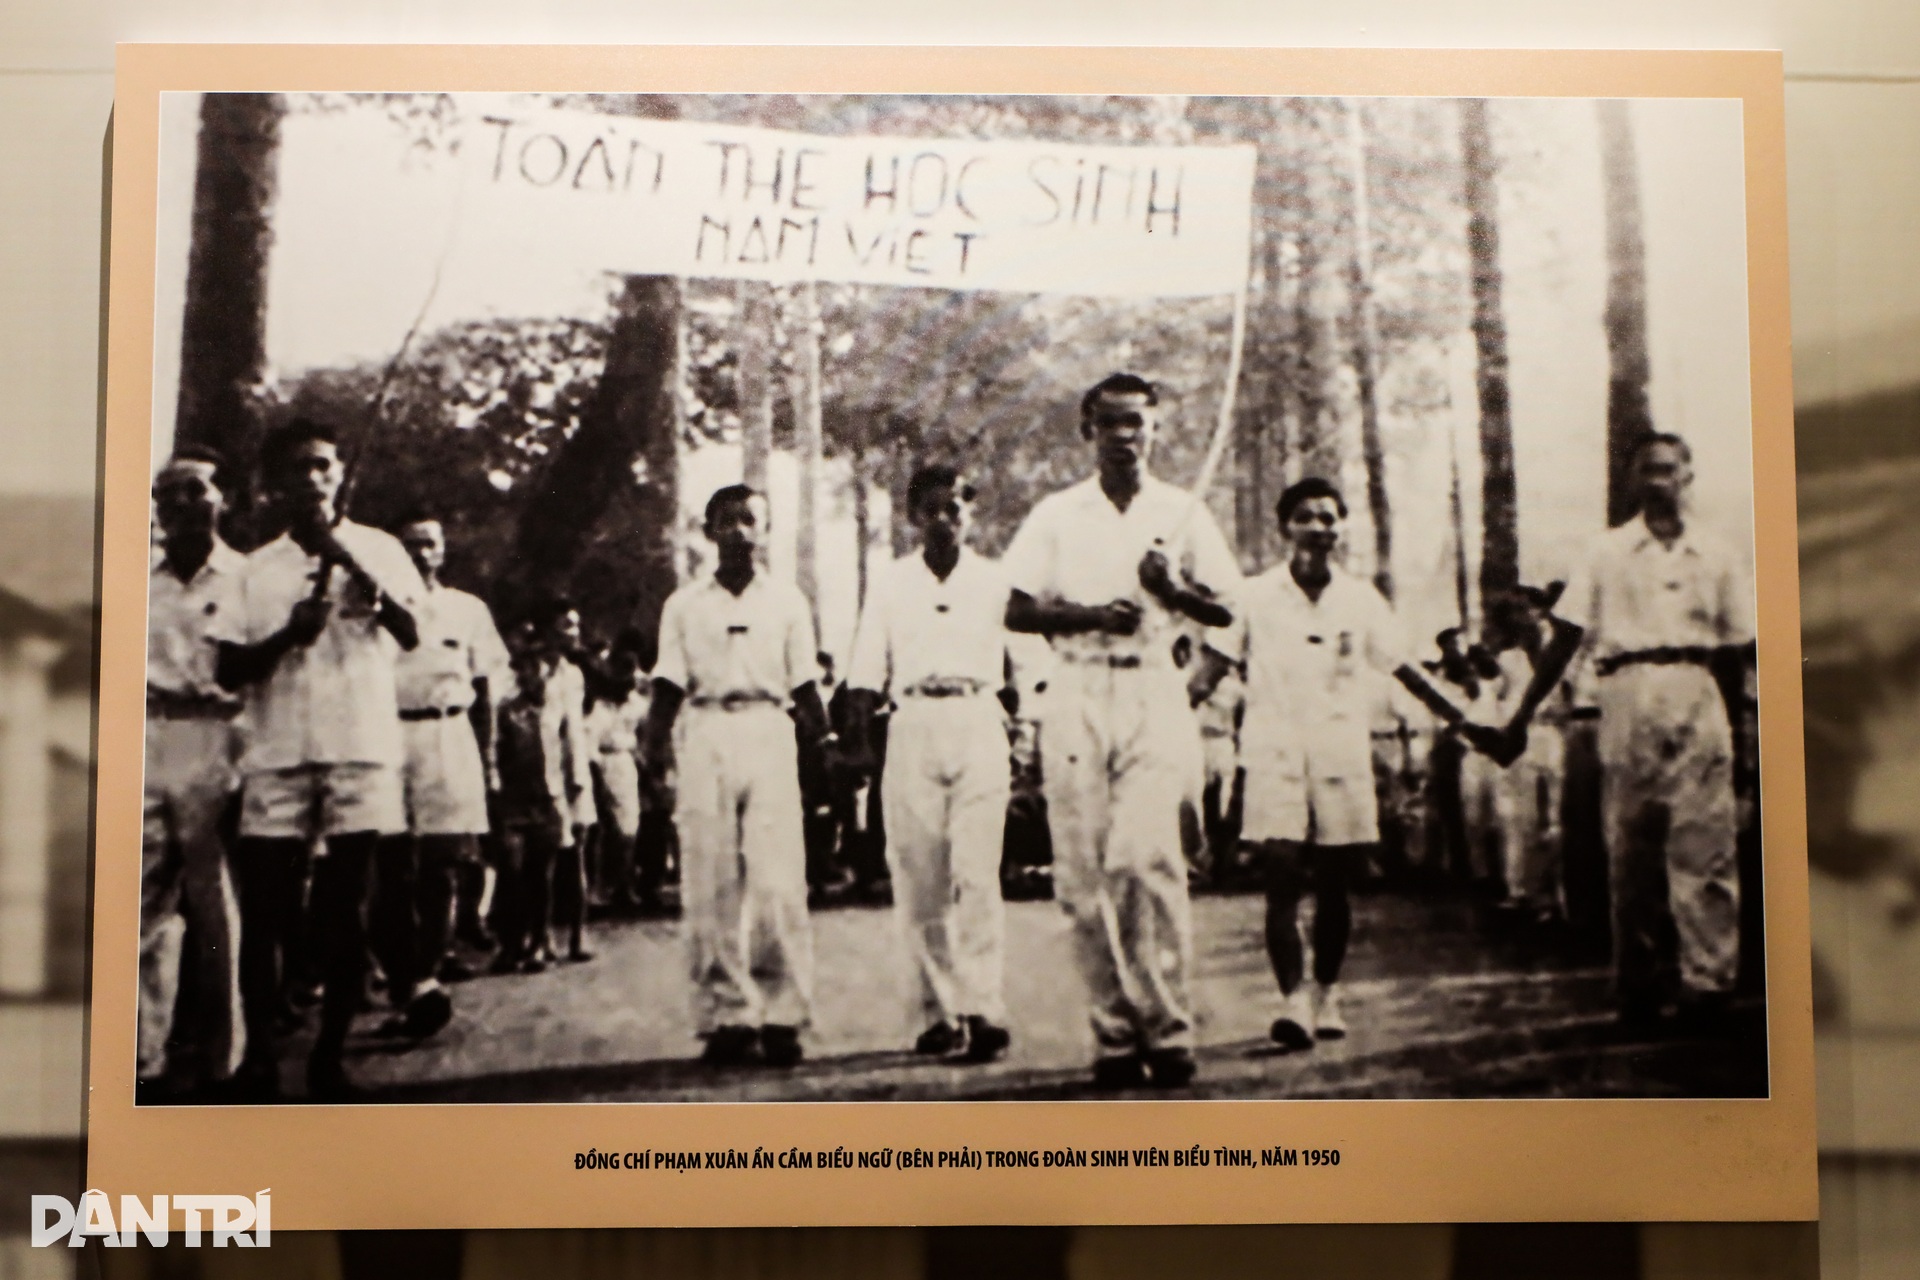 TOÀN THE HOC SINH
NAM VIET
ĐỒNG CHÍ PHẠM XUÂN ẨN CẦM BIỂU NGỮ (BÊN PHẢI) TRONG ĐOÀN SINH VIÊN BIỂU TÌNH, NĂM 1950
DÂN TRÍ